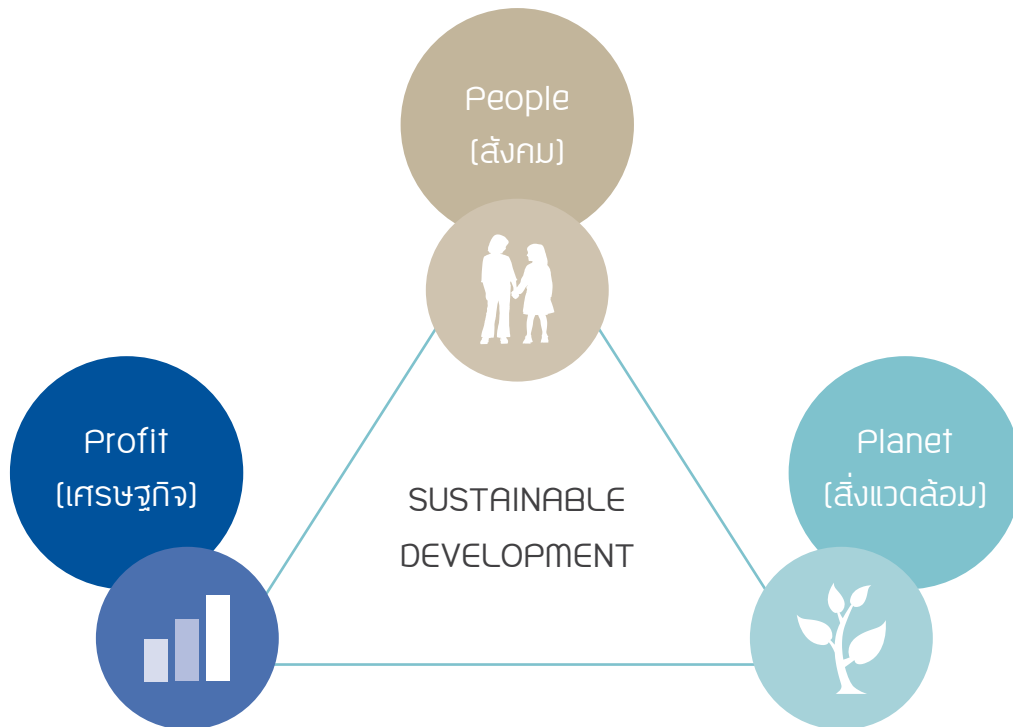 People
(สังคม)
Profit
(เศรษฐกิจ)
SUSTAINABLE
DEVELOPMENT
Planet
(สิ่งแวดล้อม)